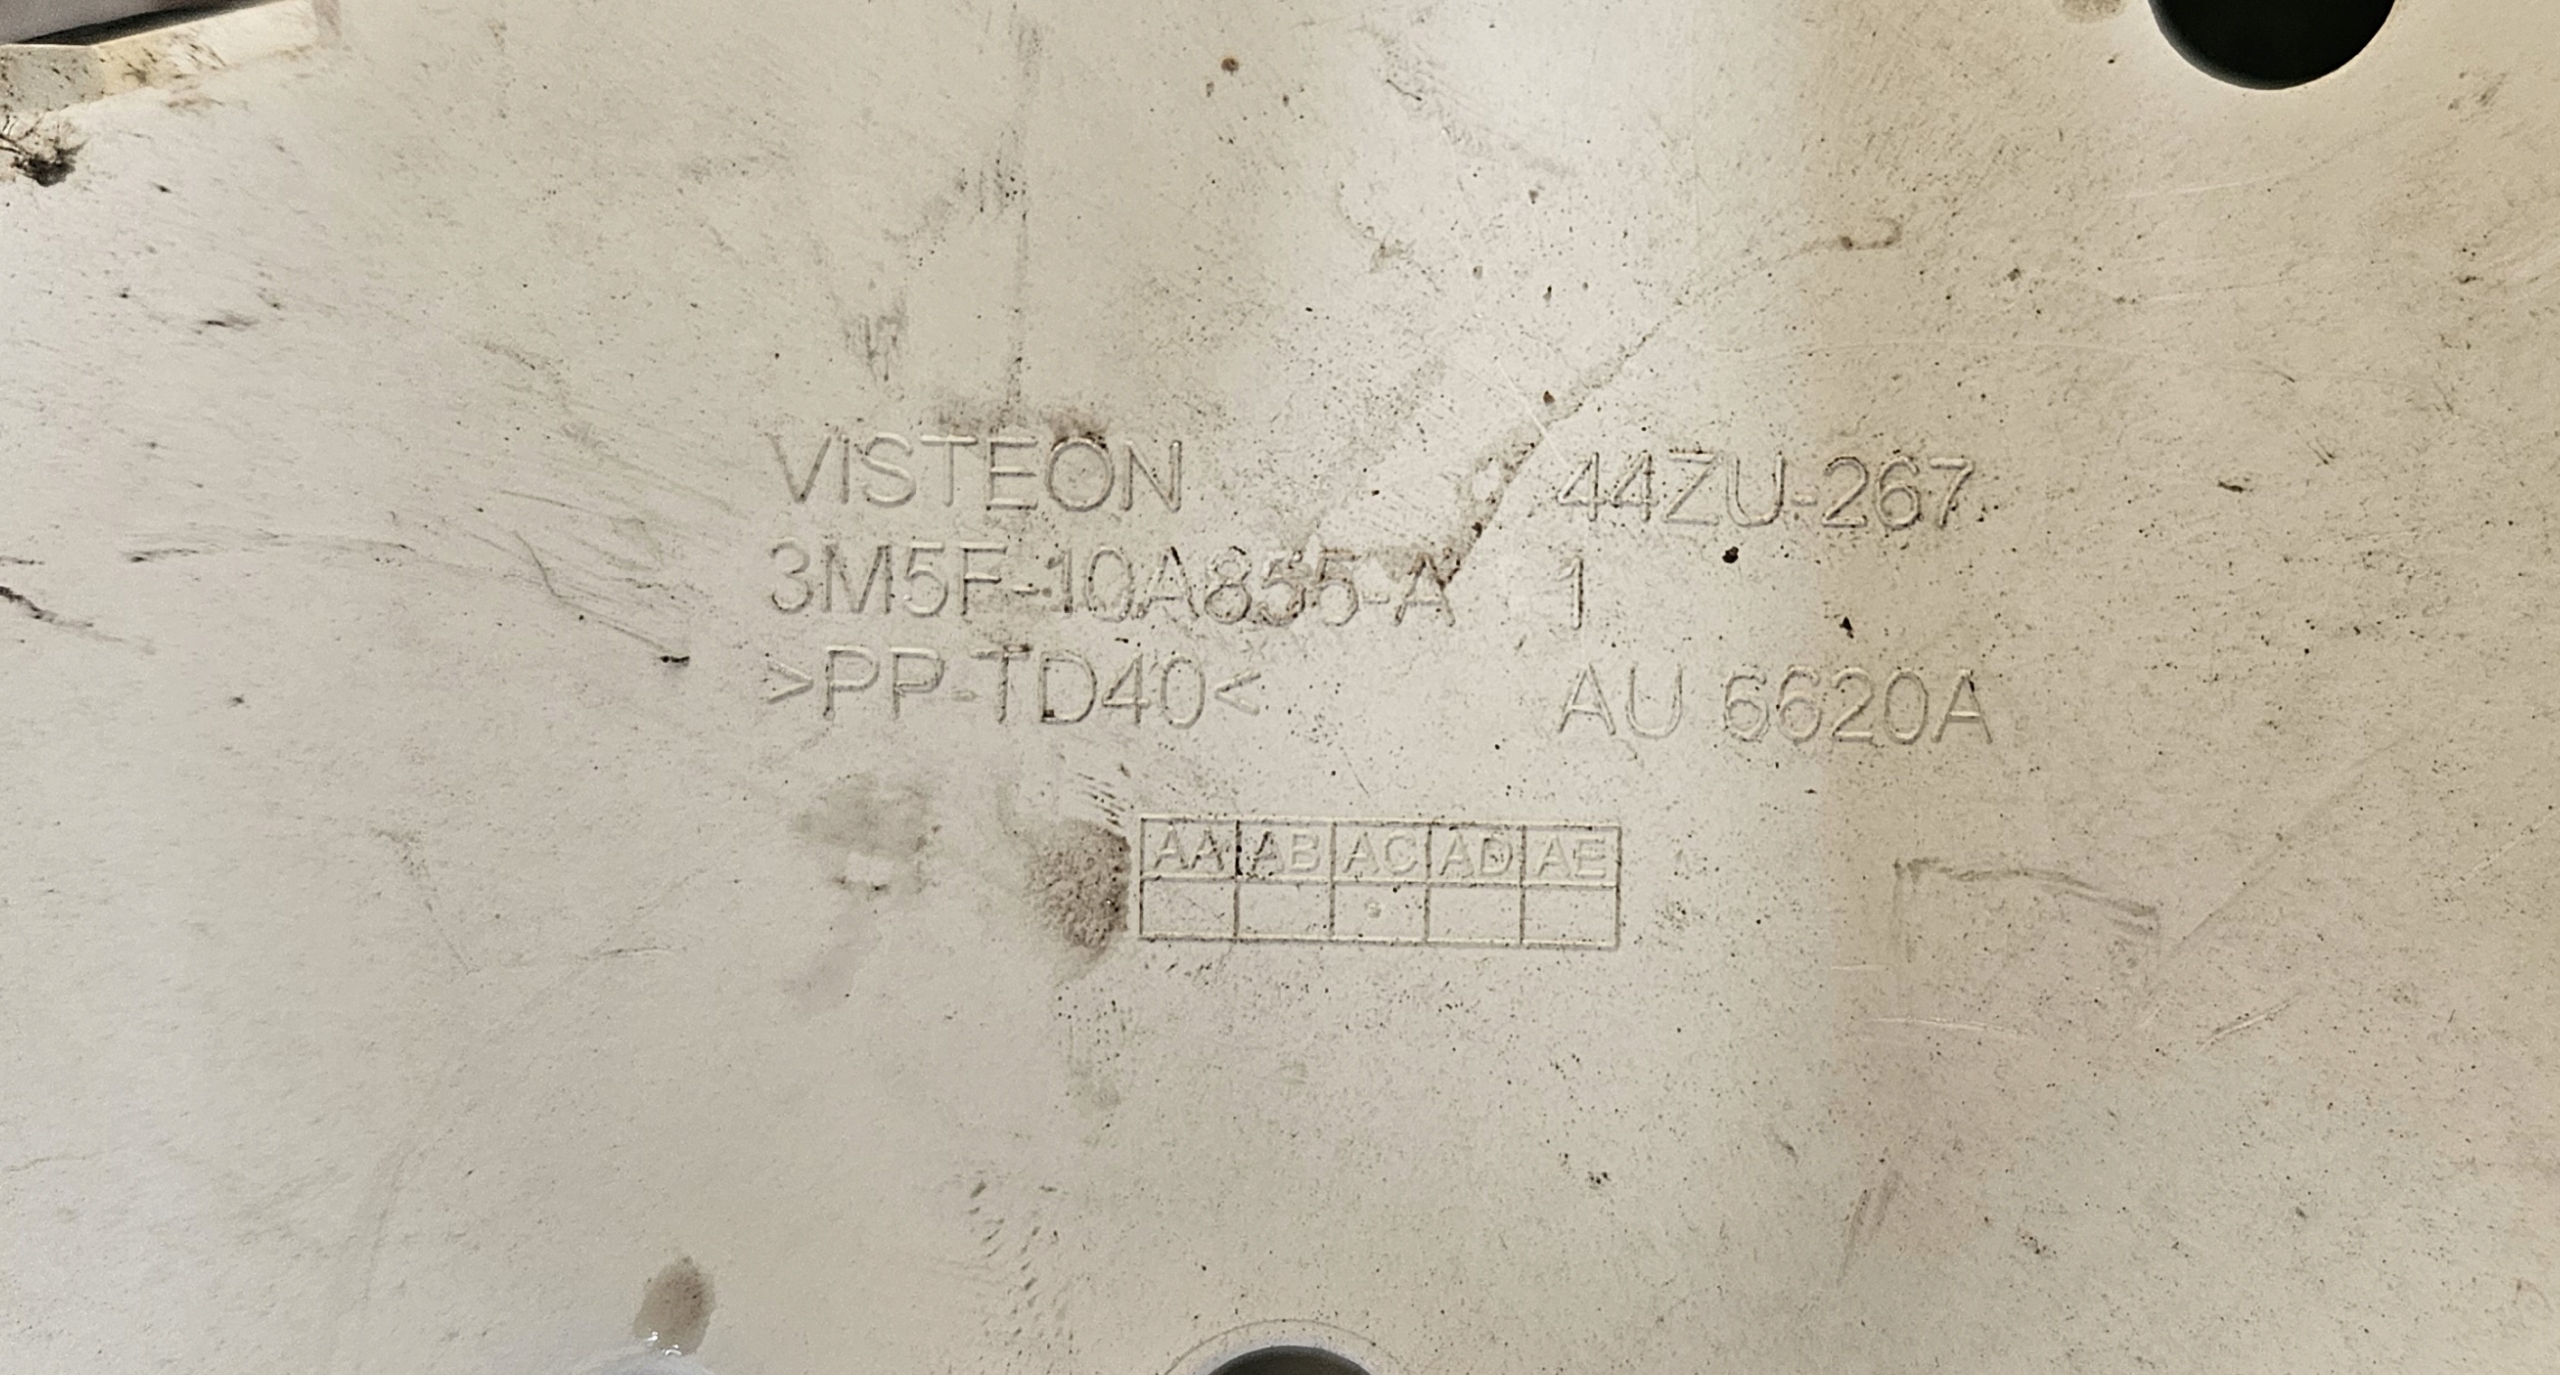 VISTEON
3M5F-10A855-A
>PP-TD40<
44ZU-267
1
AU 6620A
AA AB AC AD AE